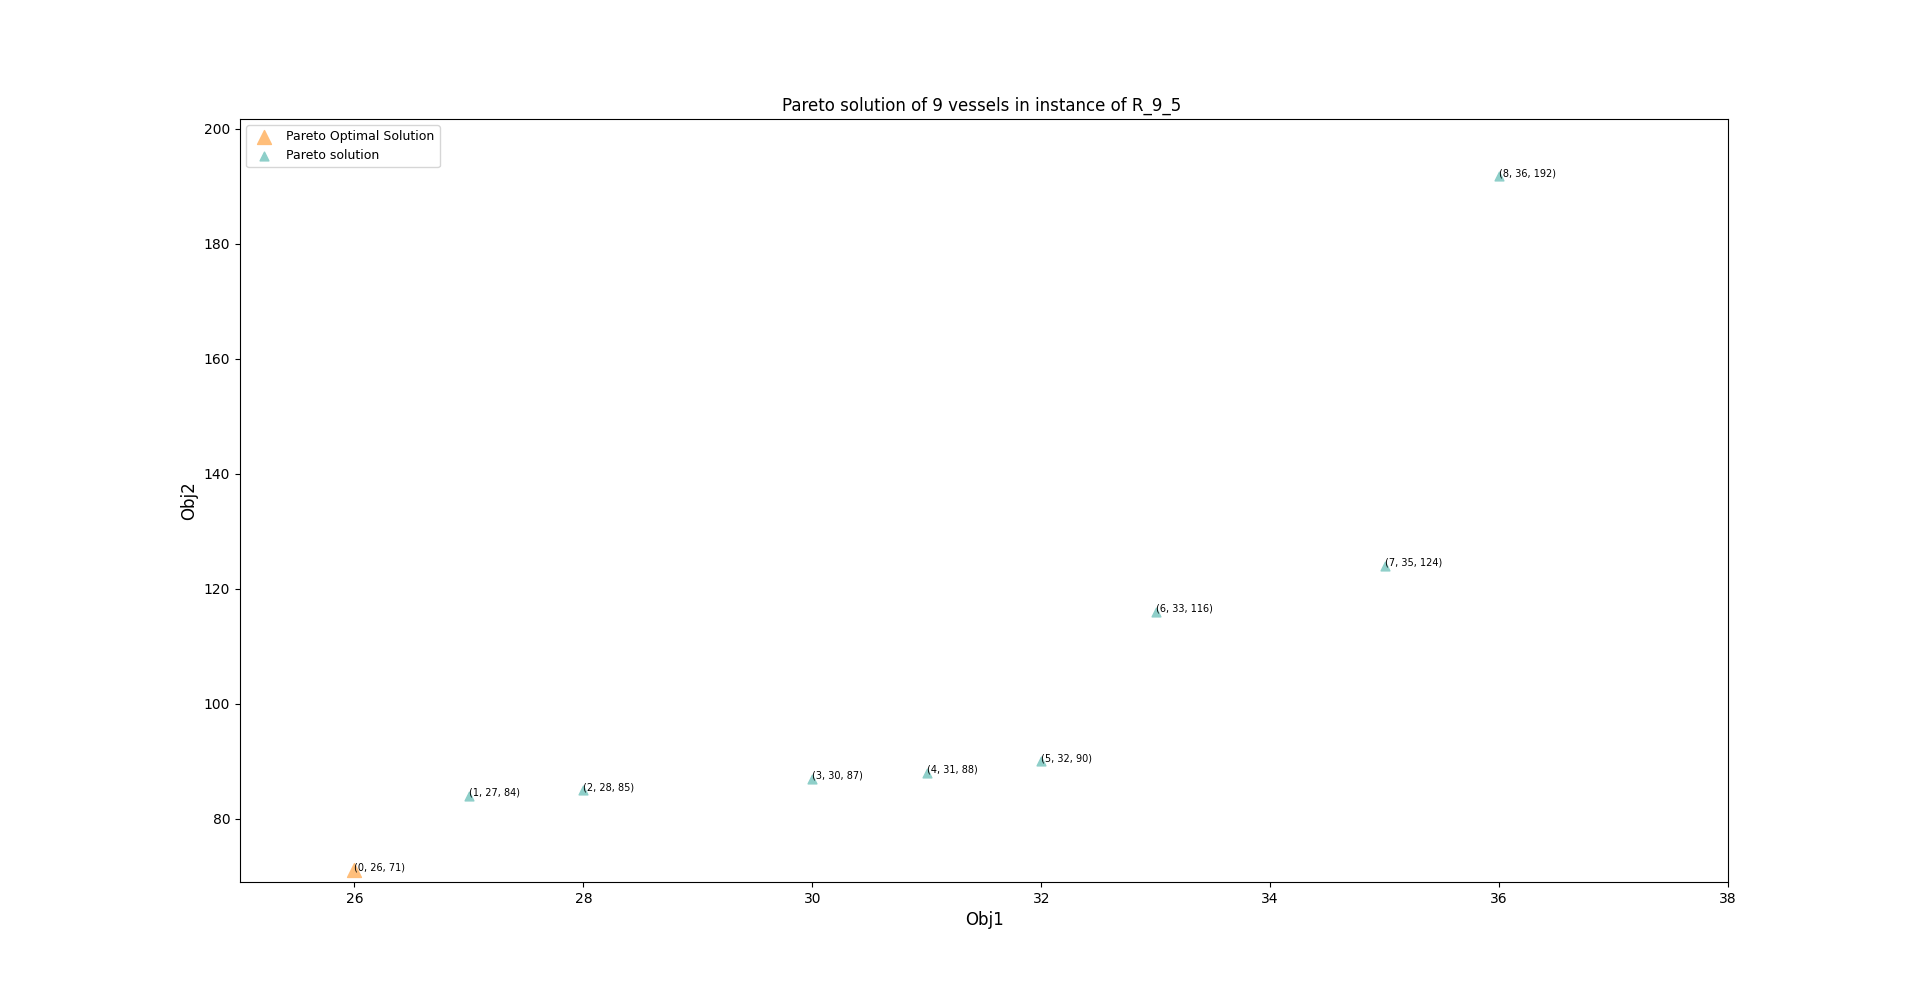 Pareto solution of 9 vessels in instance of R_9_5
Pareto Optimal Solution
Pareto solution
200
180
160
140
120
100
80
Obj2
(8, 36, 192)
(7, 35, 124)
(6, 33, 116)
(5, 32, 90)
(4, 31, 88)
(3, 30, 87)
(2, 28, 85)
(1, 27, 84)
(0, 26, 71)
26 28 30 32 34 36 38
Obj1